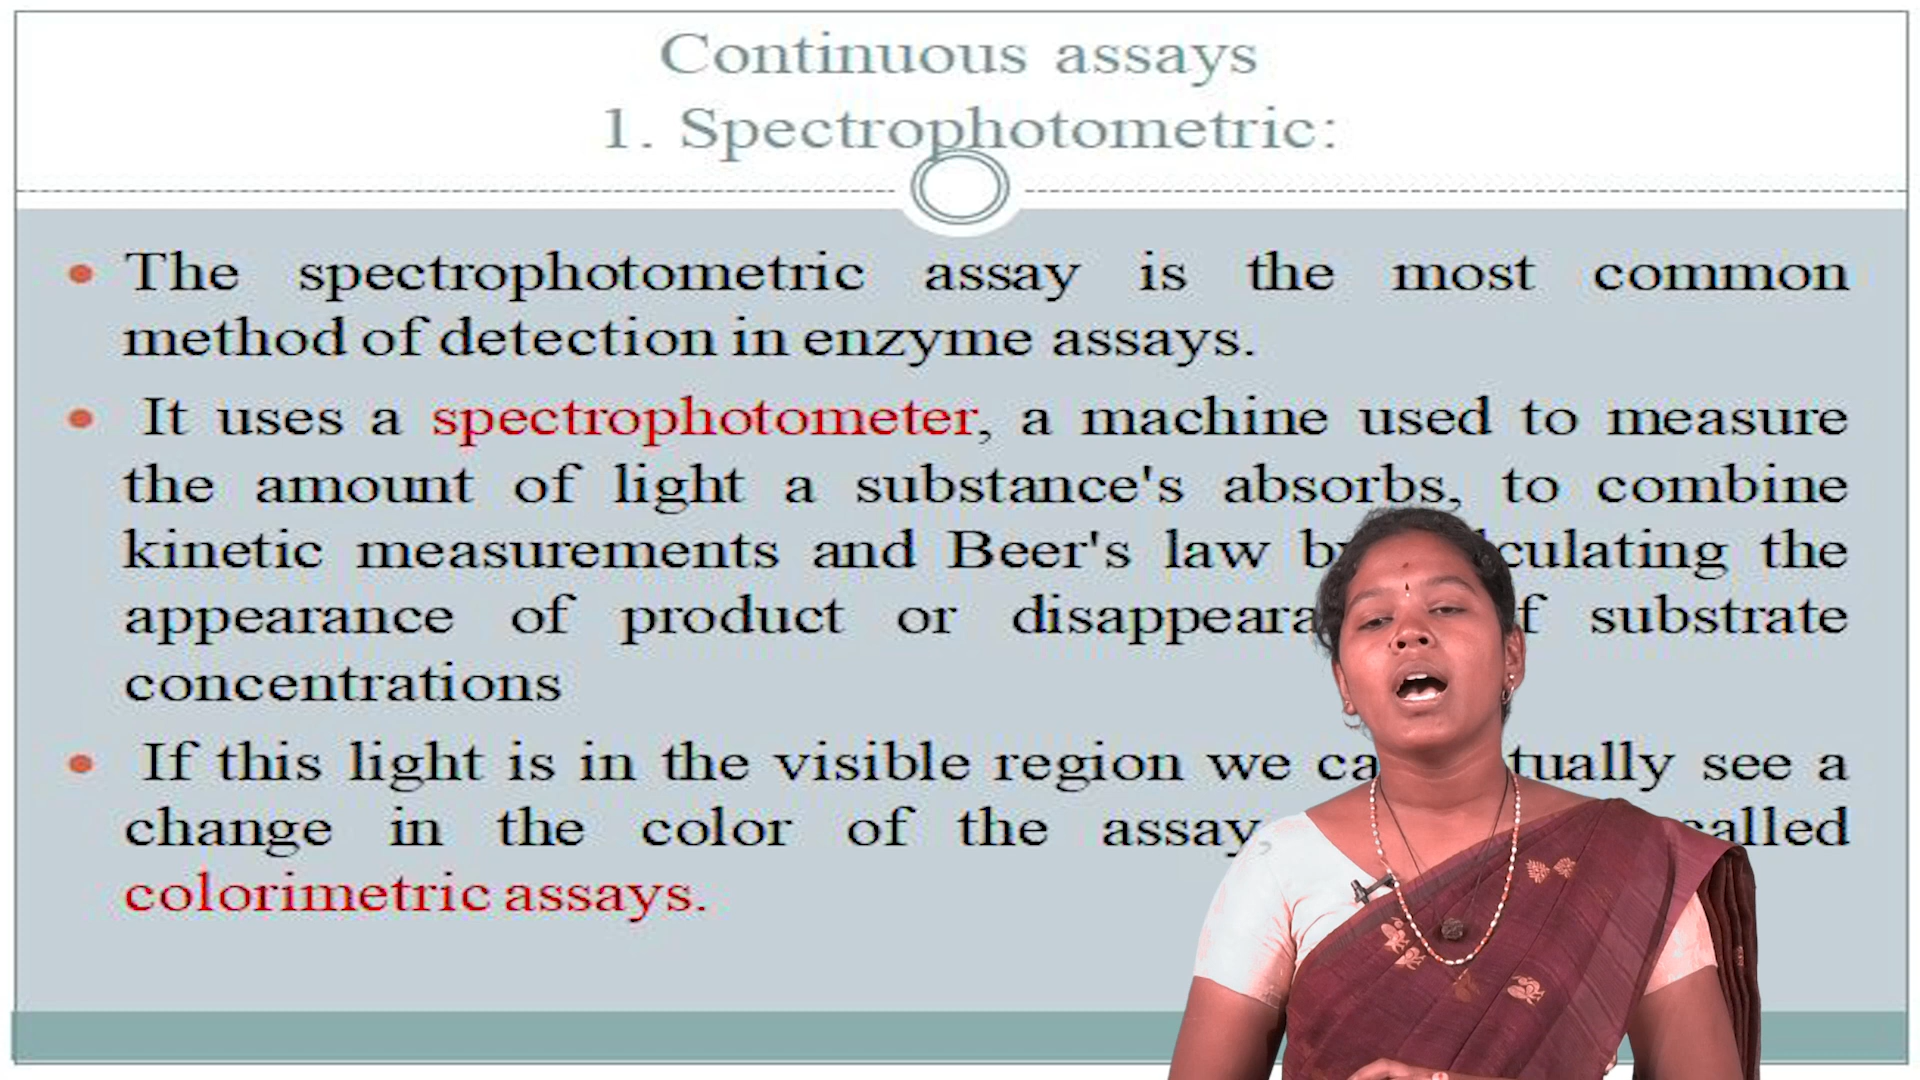 Continuous assays
1. Spectrophotometric:
• The spectrophotometric assay is the most common
method of detection in enzyme assays.
• It uses a spectrophotometer, a machine used to measure
the amount of light a substance's absorbs, to combine
kinetic measurements and Beer's law the
appearance of product or substrate
concentrations
• If this light is in the visible region we see a
change in the color of the assay, called
colorimetric assays.